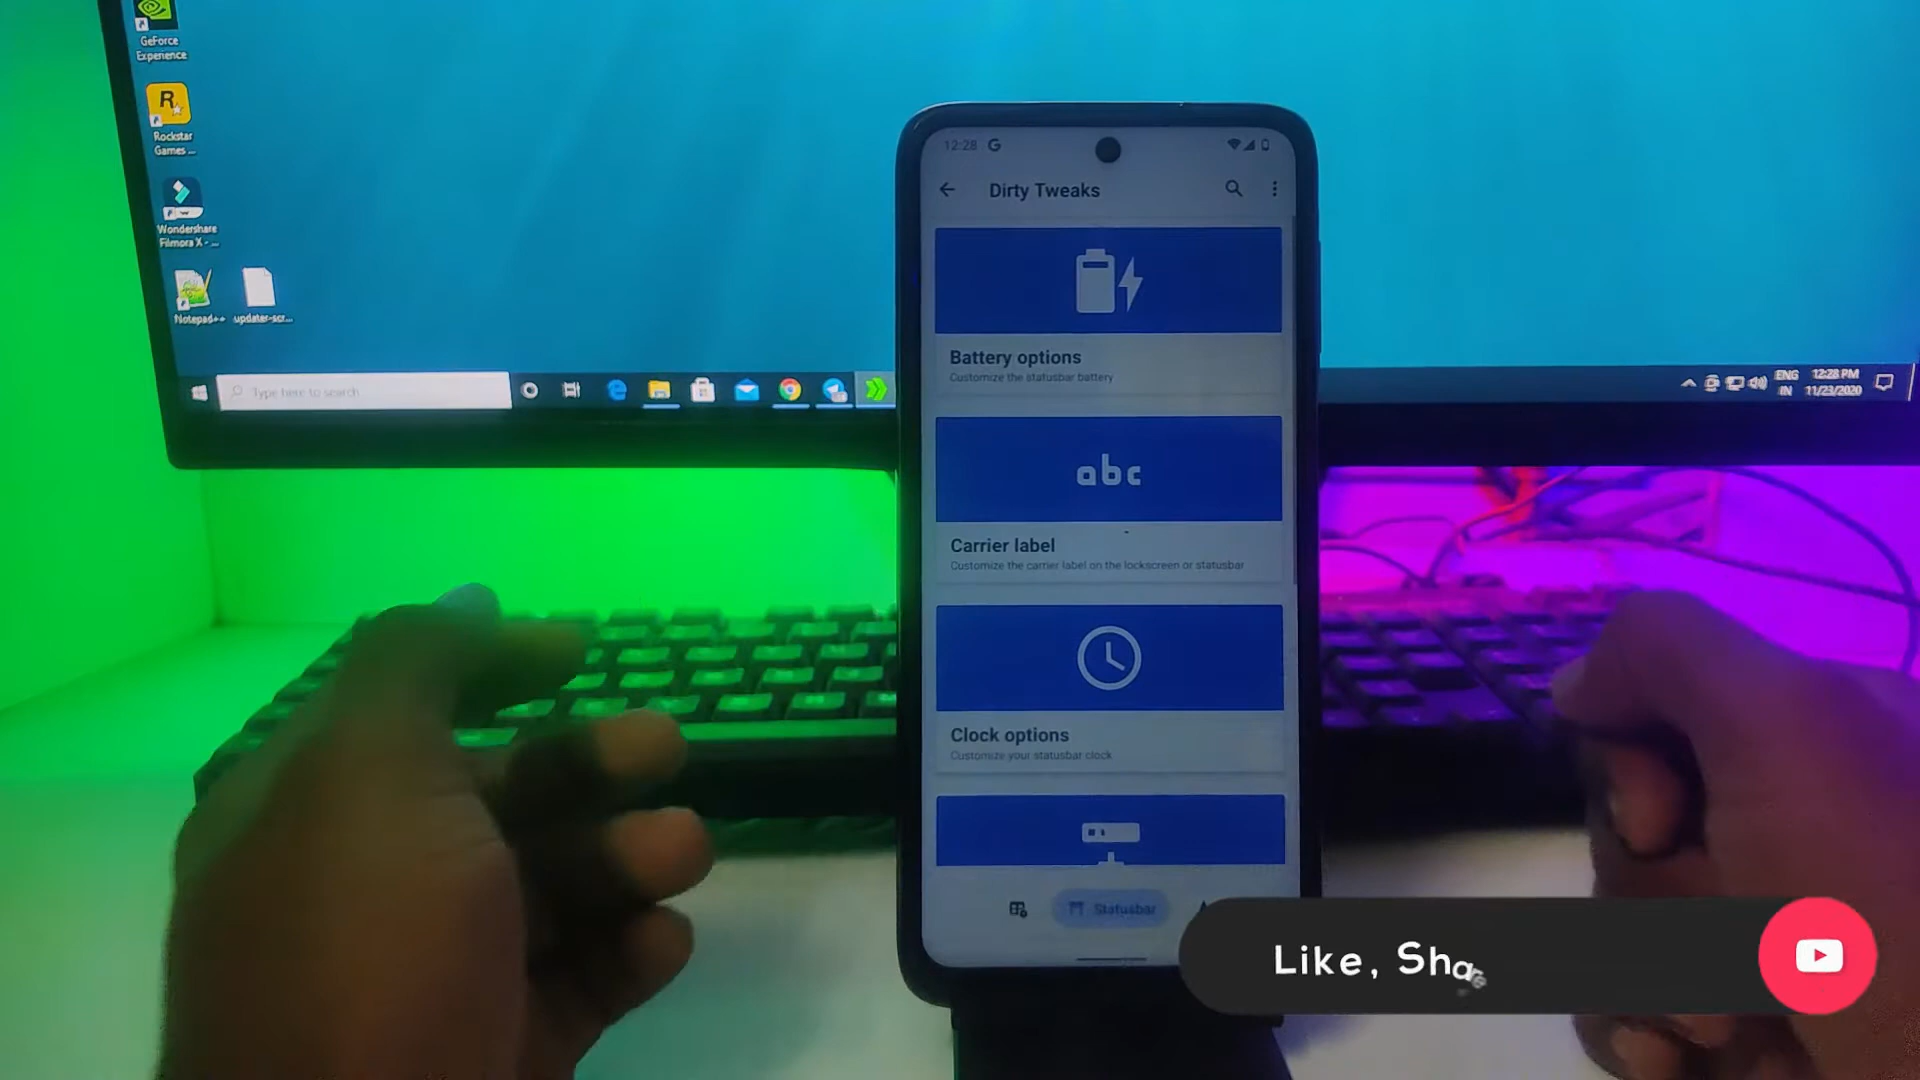 GeForce
Experience
Rockstar
Games ...
Wondershare
Filmora X - ...
Notepad++
updater-scr...
Type here to search
ENG
IN
12:28 PM
11/23/2020
12:28
Dirty Tweaks
Battery options
Customize the statusbar battery
abc
Carrier label
Customize the carrier label on the lockscreen or statusbar
Clock options
Customize your statusbar clock
Statusbar
Like, Share